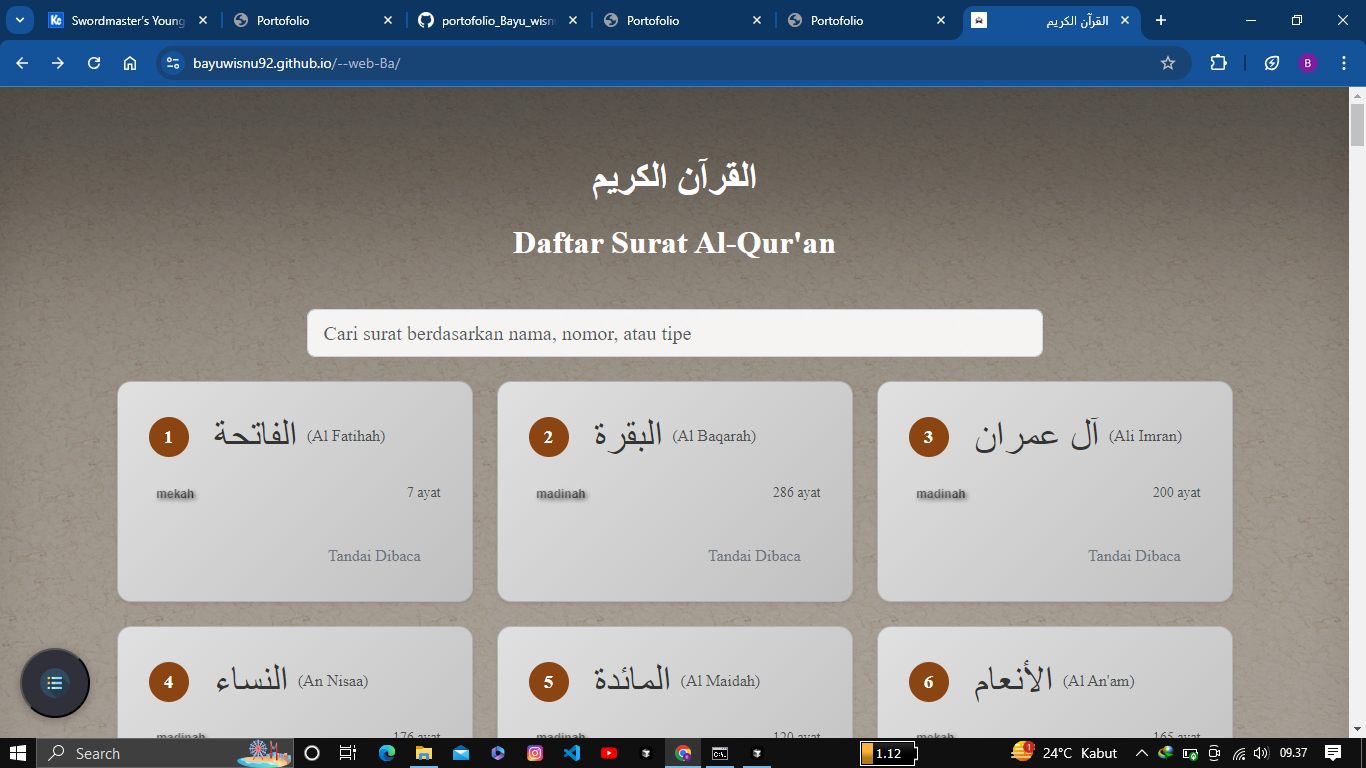 Swordmaster's Young
Portofolio
portofolio_Bayu_wisn
Portofolio
Portofolio
القرآن الكريم
bayuwisnu92.github.io/--web-Ba/
B
القرآن الكريم
Daftar Surat Al-Qur'an
Cari surat berdasarkan nama, nomor, atau tipe
1 الفاتحة (Al Fatihah)
mekah 7 ayat
Tandai Dibaca
2 البقرة (Al Baqarah)
madinah 286 ayat
Tandai Dibaca
3 آل عمران (Ali Imran)
madinah 200 ayat
Tandai Dibaca
4 النساء (An Nisaa)
madinah 176 ayat
5 المائدة (Al Maidah)
madinah 120 ayat
6 الأنعام (Al An'am)
mekah 165 ayat
Search
1.12
1
24°C Kabut
09.37